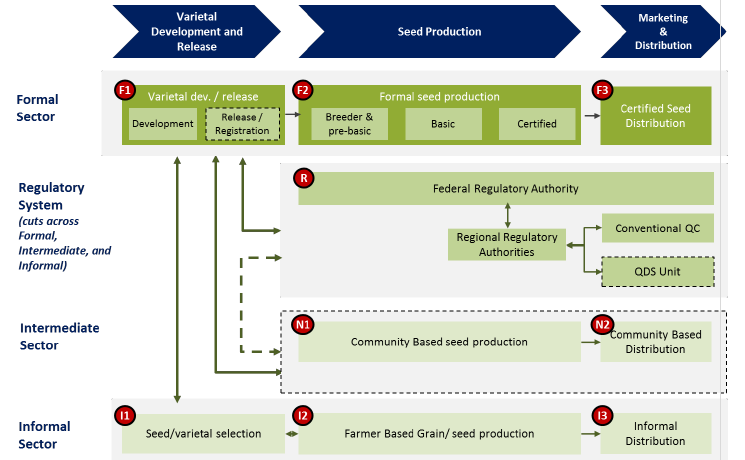 Varietal
Development and
Release
Seed Production
Marketing
&
Distribution
Formal
Sector
F1
Varietal dev. / release
Development
Release /
Registration
F2
Formal seed production
Breeder &
pre-basic
Basic
Certified
F3
Certified Seed
Distribution
Regulatory
System
(cuts across
Formal,
Intermediate, and
Informal)
R
Federal Regulatory Authority
Regional Regulatory
Authorities
Conventional QC
QDS Unit
Intermediate
Sector
N1
Community Based seed production
N2
Community Based
Distribution
Informal
Sector
I1
Seed/varietal selection
I2
Farmer Based Grain/ seed production
I3
Informal
Distribution